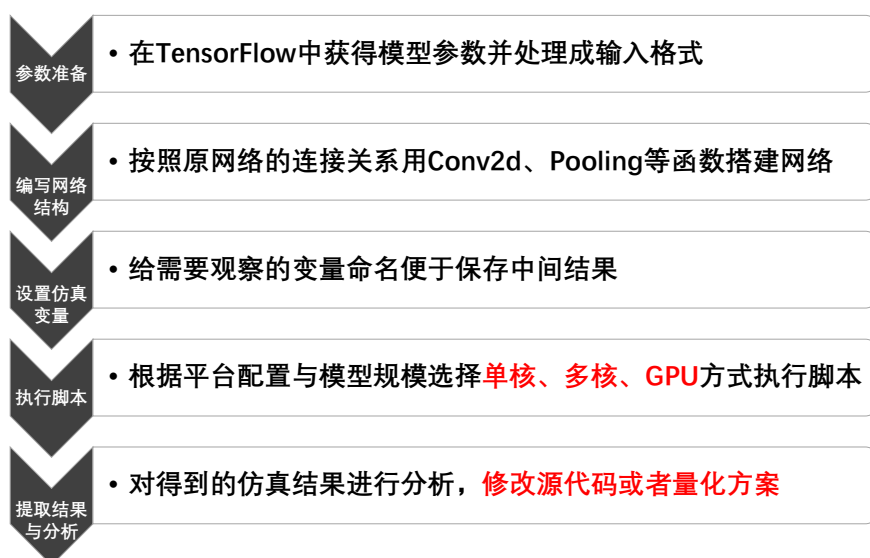 参数准备
• 在TensorFlow中获得模型参数并处理成输入格式
编写网络
结构
• 按照原网络的连接关系用Conv2d、Pooling等函数搭建网络
设置仿真
变量
• 给需要观察的变量命名便于保存中间结果
执行脚本
• 根据平台配置与模型规模选择单核、多核、GPU方式执行脚本
提取结果
与分析
• 对得到的仿真结果进行分析，修改源代码或者量化方案